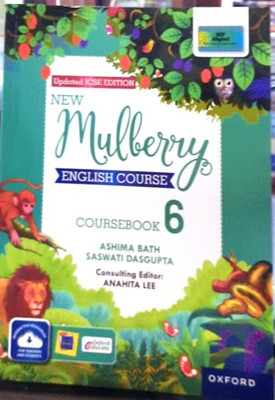 Updated ICSE EDITION
NEW
Mulberry
ENGLISH COURSE
COURSEBOOK 6
ASHIMA BATH
SASWATI DASGUPTA
Consulting Editor:
ANAHITA LEE
OXFORD